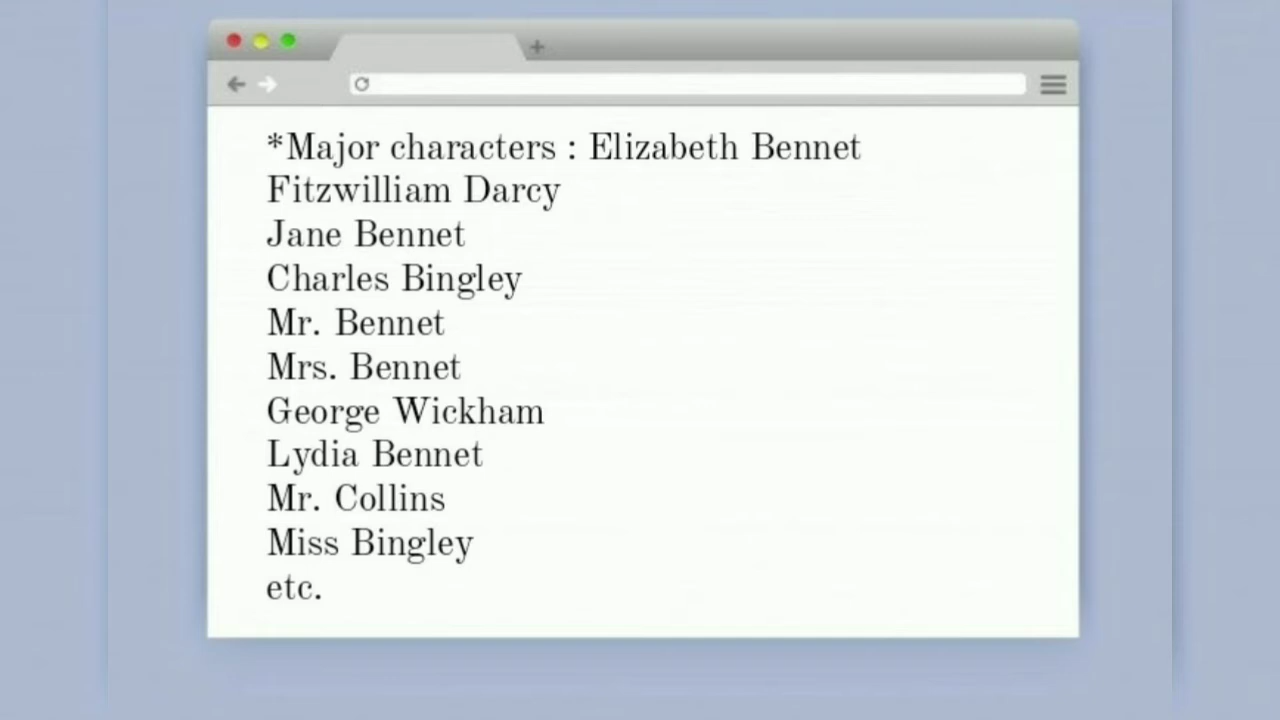 *Major characters : Elizabeth Bennet
Fitzwilliam Darcy
Jane Bennet
Charles Bingley
Mr. Bennet
Mrs. Bennet
George Wickham
Lydia Bennet
Mr. Collins
Miss Bingley
etc.